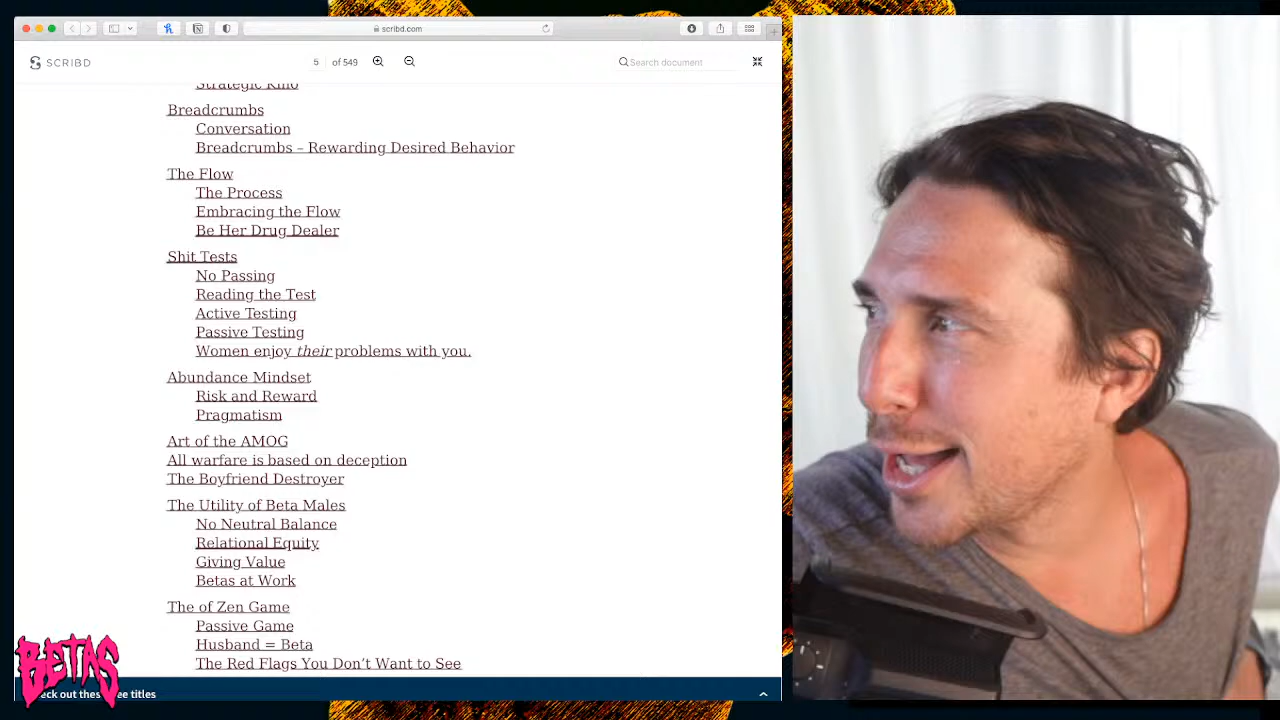 scribd.com
SCRIBD
5 of 549
Search document
Strategic Kino
Breadcrumbs
Conversation
Breadcrumbs – Rewarding Desired Behavior
The Flow
The Process
Embracing the Flow
Be Her Drug Dealer
Shit Tests
No Passing
Reading the Test
Active Testing
Passive Testing
Women enjoy their problems with you.
Abundance Mindset
Risk and Reward
Pragmatism
Art of the AMOG
All warfare is based on deception
The Boyfriend Destroyer
The Utility of Beta Males
No Neutral Balance
Relational Equity
Giving Value
Betas at Work
The of Zen Game
Passive Game
Husband = Beta
The Red Flags You Don’t Want to See
BETAS
eck out thes ee titles